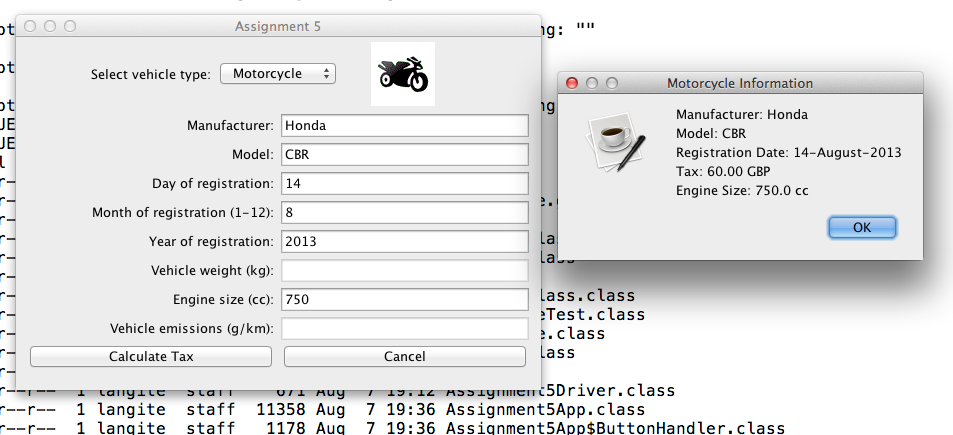 Assignment 5
ng: ""
Select vehicle type: Motorcycle
Manufacturer: Honda
Model: CBR
Day of registration: 14
Month of registration (1-12): 8
Year of registration: 2013
Vehicle weight (kg):
Engine size (cc): 750
Vehicle emissions (g/km):
Calculate Tax Cancel
Motorcycle Information
Manufacturer: Honda
Model: CBR
Registration Date: 14-August-2013
Tax: 60.00 GBP
Engine Size: 750.0 cc
OK
lass.class
eTest.class
e.class
lass
r--r-- 1 langite staff 671 Aug 7 19:12 Assignment5Driver.class
r--r-- 1 langite staff 11358 Aug 7 19:36 Assignment5App.class
r--r-- 1 langite staff 1178 Aug 7 19:36 Assignment5App$ButtonHandler.class